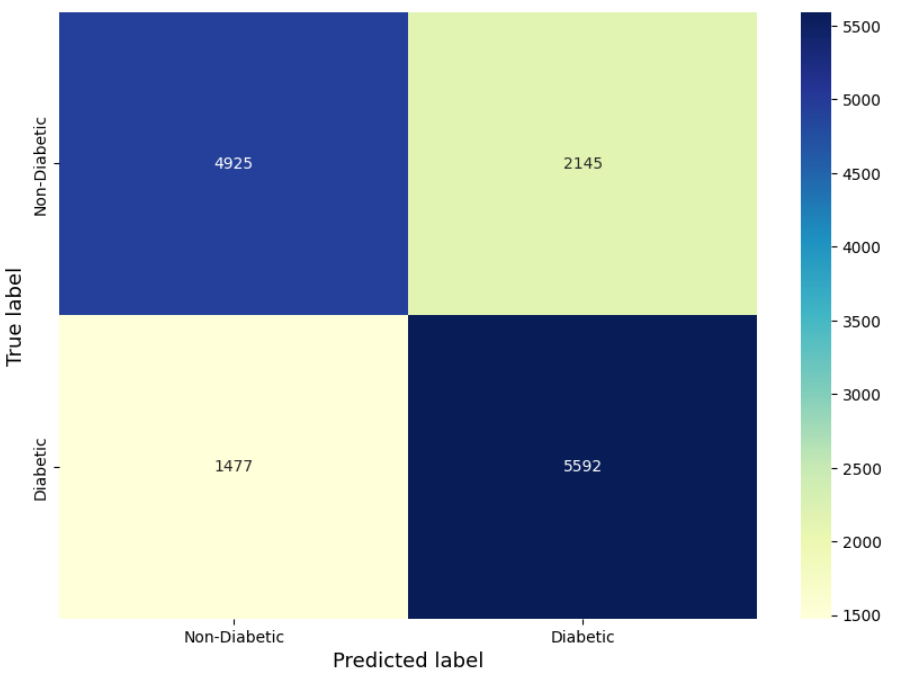 Non-Diabetic
Diabetic
True label
4925
2145
1477
5592
Non-Diabetic
Diabetic
Predicted label
5500
5000
4500
4000
3500
3000
2500
2000
1500